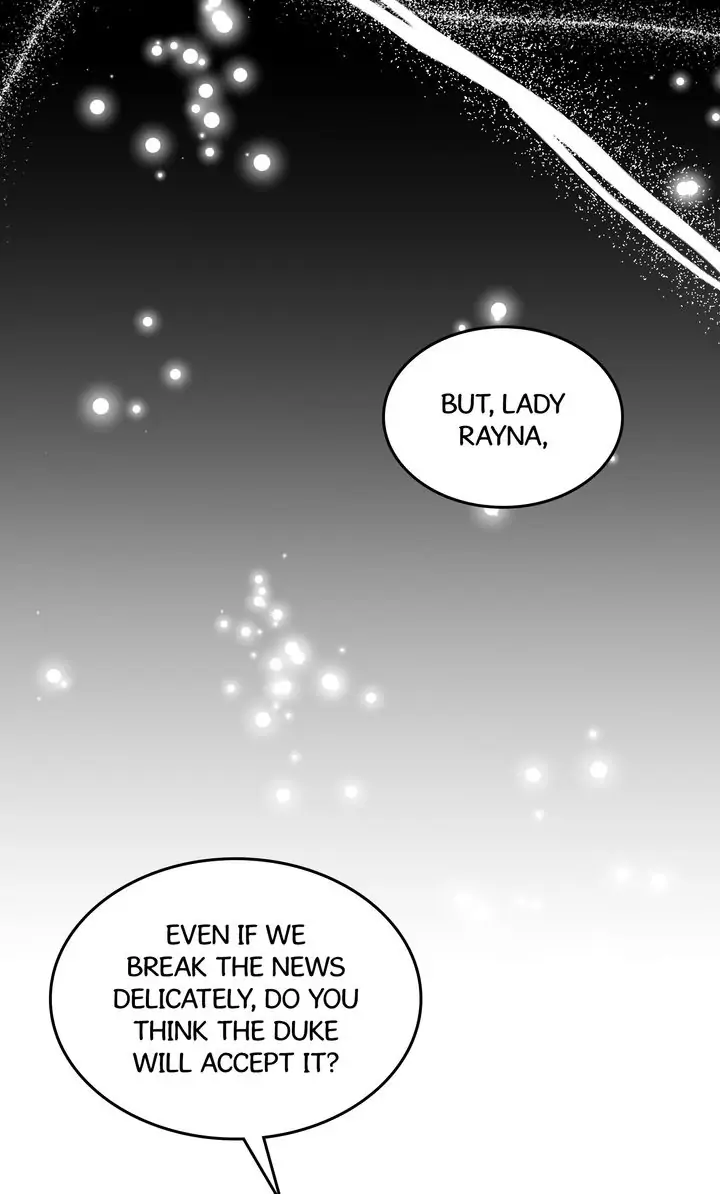 BUT, LADY
RAYNA,
EVEN IF WE
BREAK THE NEWS
DELICATELY, DO YOU
THINK THE DUKE
WILL ACCEPT IT?